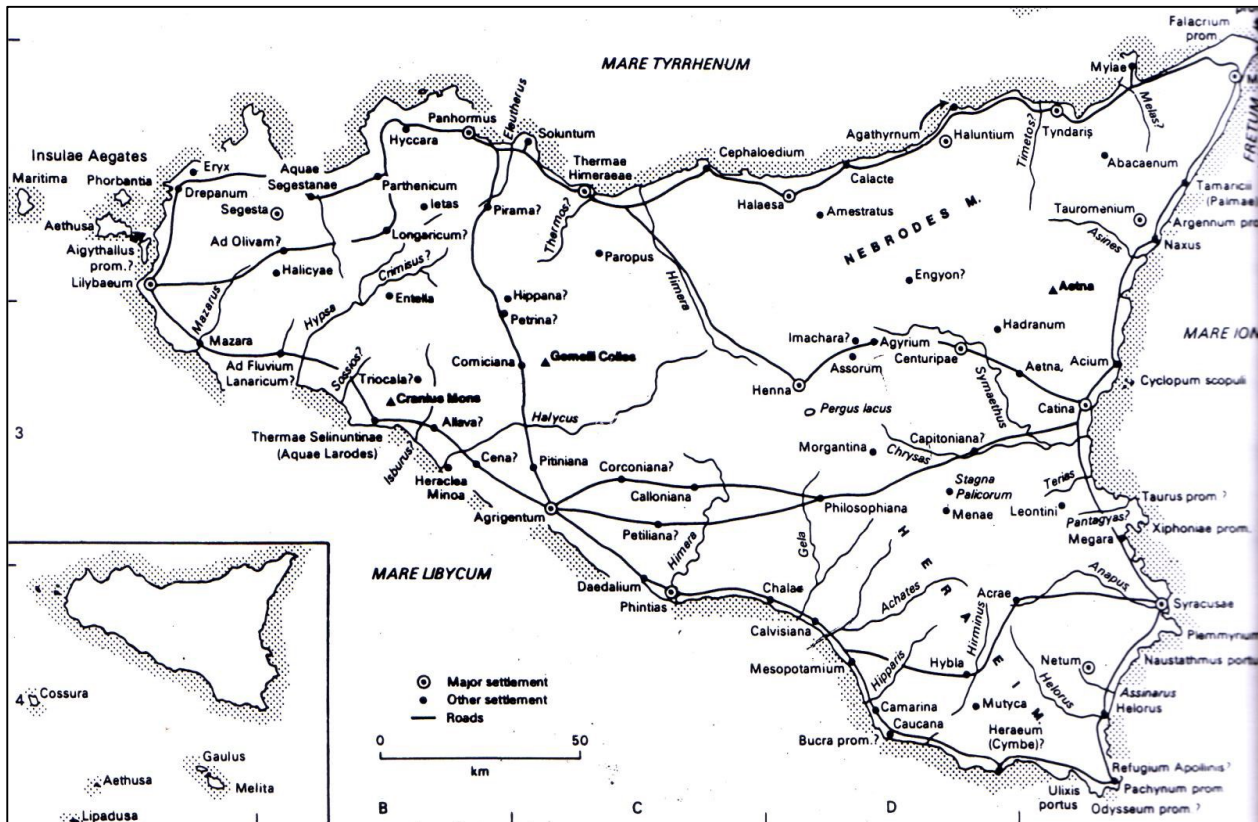 Falacrium
prom.
MARE TYRRHENUM
Mylae
Melas?
FRETUM
Eleutherus
Panhormus
Soluntum
Hyccara
Agathyrnum
Haluntium
Timetos?
Tyndaris
Abacaenum
Insulae Aegates
Maritima
Phorbantia
Eryx
Drepanum
Aquae
Segestanae
Parthenicum
Thermae
Himeraeae
Cephaloedium
Calacte
Tamaricia
(Palmae)
Segesta
Ietas
Pirama?
Thermos?
Halaesa
Amestratus
Tauromenium
Argennum pro
Aethusa
Aigythallus
prom.?
Ad Olivam?
Longaricum?
Paropus
NEBRODES M.
Asines
Naxus
Lilybaeum
Halicyae
Crimisus?
Himera
Engyon?
Aetna
Mazarus
Hypsa
Entella
Hippana?
Petrina?
Hadranum
MARE ION
Mazara
Imachara?
Agyrium
Centuripae
Ad Fluvium
Lanaricum?
Sossios?
Triocala?
Comiciana
Gemelli Colles
Assorum
Aetna,
Acium
Cyclopum scopuli
Cranius Mons
Henna
Symaethus
Pergus lacus
Catina
3
Thermae Selinuntinae
(Aquae Larodes)
Allava?
Halycus
Morgantina
Capitoniana?
Chrysas
Isburus?
Heraclea
Minoa
Cena?
Pitiniana
Corconiana?
Calloniana
Stagna
Palicorum
Menae
Terias
Leontini
Taurus prom.?
Pantagyas?
Xiphoniae prom.
Agrigentum
Petiliana?
Himera
Philosophiana
Gela
Megara
MARE LIBYCUM
Daedalium
Phintias
Chalae
Calvisiana
HERAEI M.
Achates
Acrae
Anapus
Syracusae
Plemmyrium
Hirminus
Mesopotamium
Hipparis
Hybla
Netum
Naustathmus portu
Helorus
Assinarus
Helorus
Camarina
Caucana
Mutyca
Bucra prom.?
Heraeum
(Cymbe)?
Refugium Apollinis?
Pachynum prom
Ulixis
portus
Odysseum prom.?
4
Cossura
Gaulus
Aethusa
Melita
Lipadusa
Major settlement
Other settlement
Roads
0 50
km
B C D